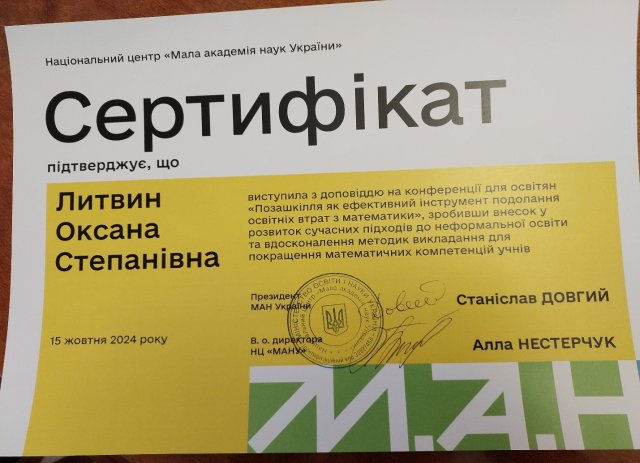 Національний центр «Мала академія наук України»
Сертифікат
підтверджує, що
Литвин
Оксана
Степанівна
виступила з доповіддю на конференції для освітян
«Позашкілля як ефективний інструмент подолання
освітніх втрат з математики», зробивши внесок у
розвиток сучасних підходів до неформальної освіти
та вдосконалення методик викладання для
покращення математичних компетенцій учнів
Президент
МАН України
Станіслав ДОВГИЙ
15 жовтня 2024 року
В. о. директора
НЦ «МАНУ»
Алла НЕСТЕРЧУК
М.А.Н